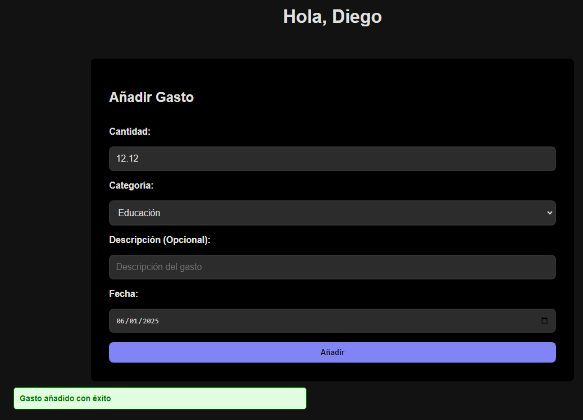 Hola, Diego
Añadir Gasto
Cantidad:
12.12
Categoría:
Educación
Descripción (Opcional):
Descripción del gasto
Fecha:
06/01/2025
Añadir
Gasto añadido con éxito